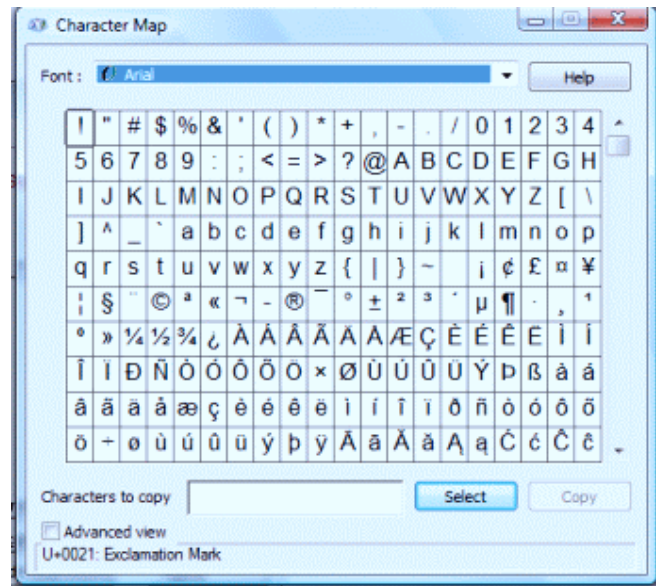 Character Map
Font : Arial Help
! " # $ % & ' ( ) * + , - . / 0 1 2 3 4
5 6 7 8 9 : ; < = > ? @ A B C D E F G H
I J K L M N O P Q R S T U V W X Y Z [ \
] ^ _ ` a b c d e f g h i j k l m n o p
q r s t u v w x y z { | } ~ ¡ ¢ £ ¤ ¥
¦ § ¨ © ª « ¬ - ® ¯ ° ± ² ³ ´ µ ¶ · ¸ ¹
º » ¼ ½ ¾ ¿ À Á Â Ã Ä Å Æ Ç È É Ê Ë Ì Í
Î Ï Ð Ñ Ò Ó Ô Õ Ö × Ø Ù Ú Û Ü Ý Þ ß à á
â ã ä å æ ç è é ê ë ì í î ï ð ñ ò ó ô õ
ö ÷ ø ù ú û ü ý þ ÿ Ā ā Ă ă Ą ą Ć ć Ĉ ĉ
Characters to copy Select Copy
Advanced view
U+0021: Exclamation Mark